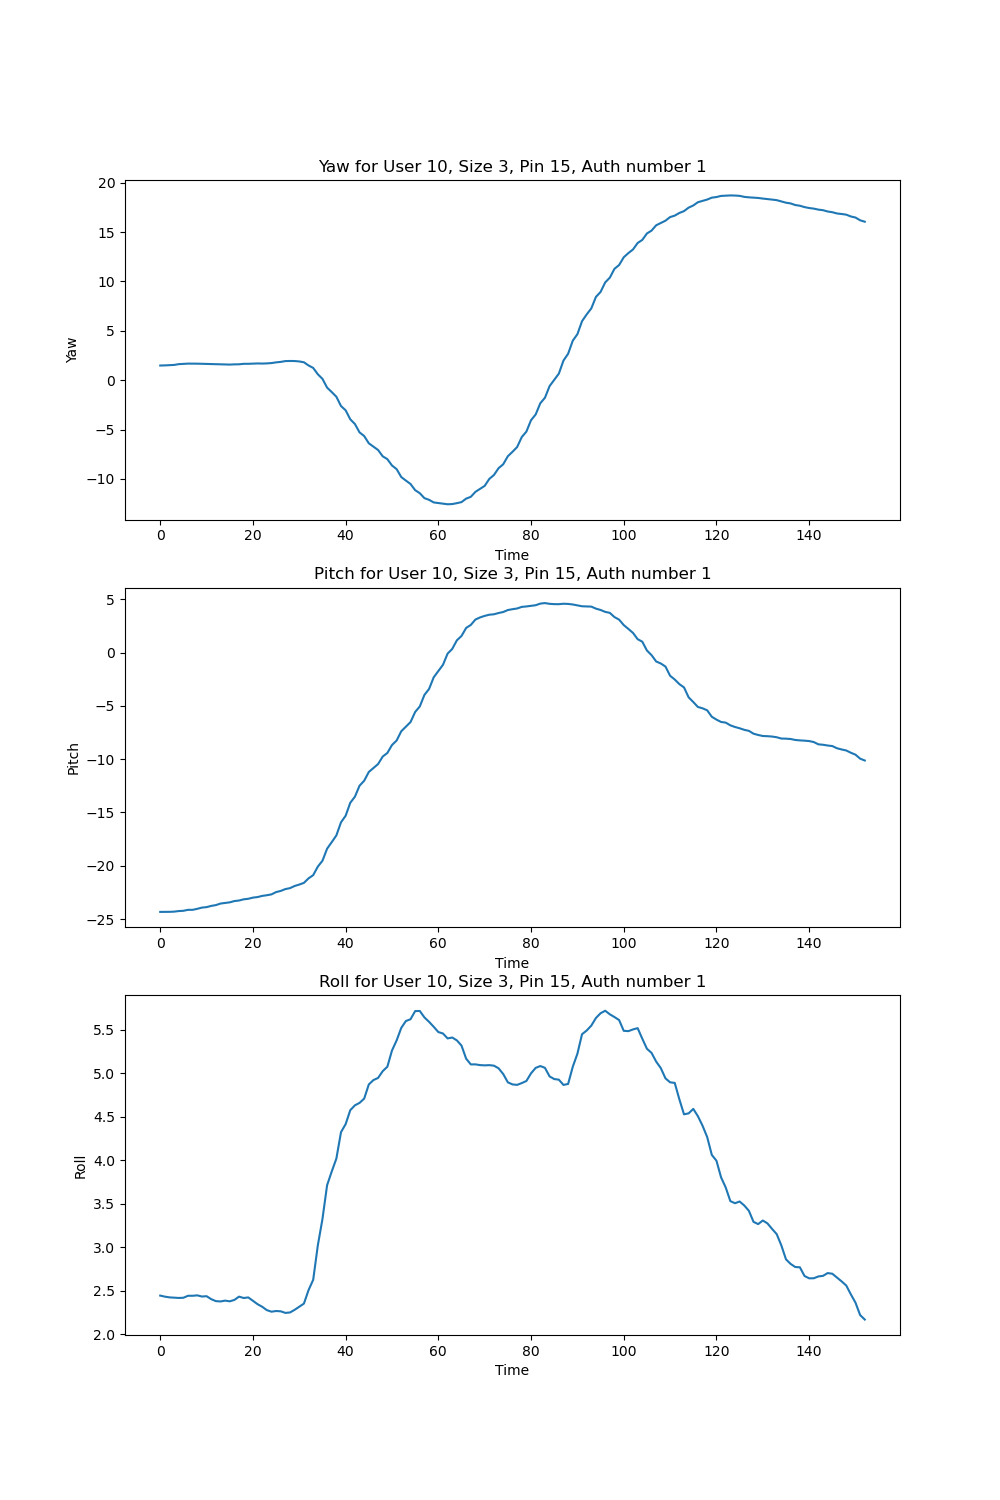 Yaw for User 10, Size 3, Pin 15, Auth number 1
20
15
10
5
0
−5
−10
Yaw
0 20 40 60 80 100 120 140
Time
Pitch for User 10, Size 3, Pin 15, Auth number 1
5
0
−5
−10
−15
−20
−25
Pitch
0 20 40 60 80 100 120 140
Time
Roll for User 10, Size 3, Pin 15, Auth number 1
5.5
5.0
4.5
4.0
3.5
3.0
2.5
2.0
Roll
0 20 40 60 80 100 120 140
Time